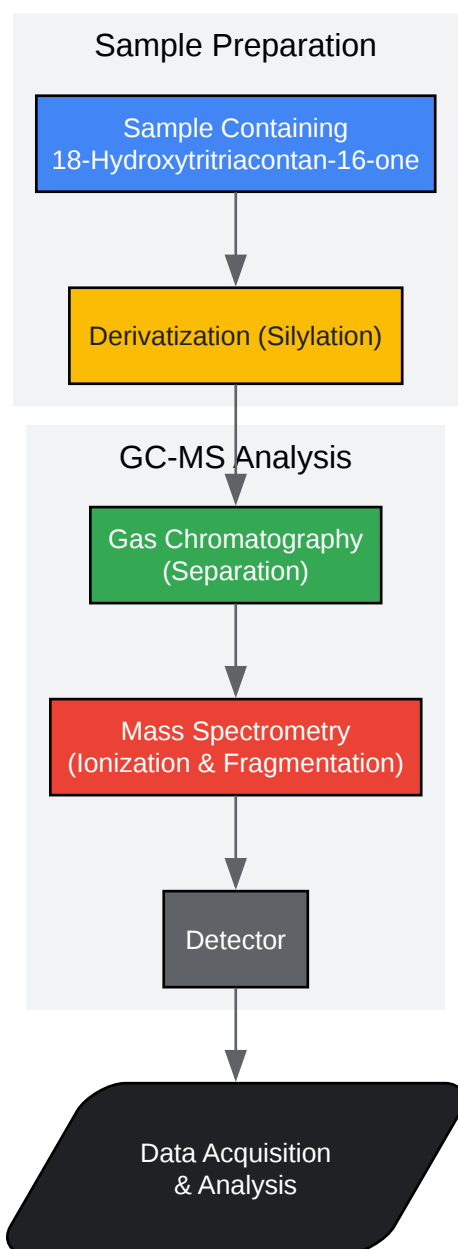 Sample Preparation
Sample Containing
18-Hydroxytritriacontan-16-one
Derivatization (Silylation)
GC-MS Analysis
Gas Chromatography
(Separation)
Mass Spectrometry
(Ionization & Fragmentation)
Detector
Data Acquisition
& Analysis